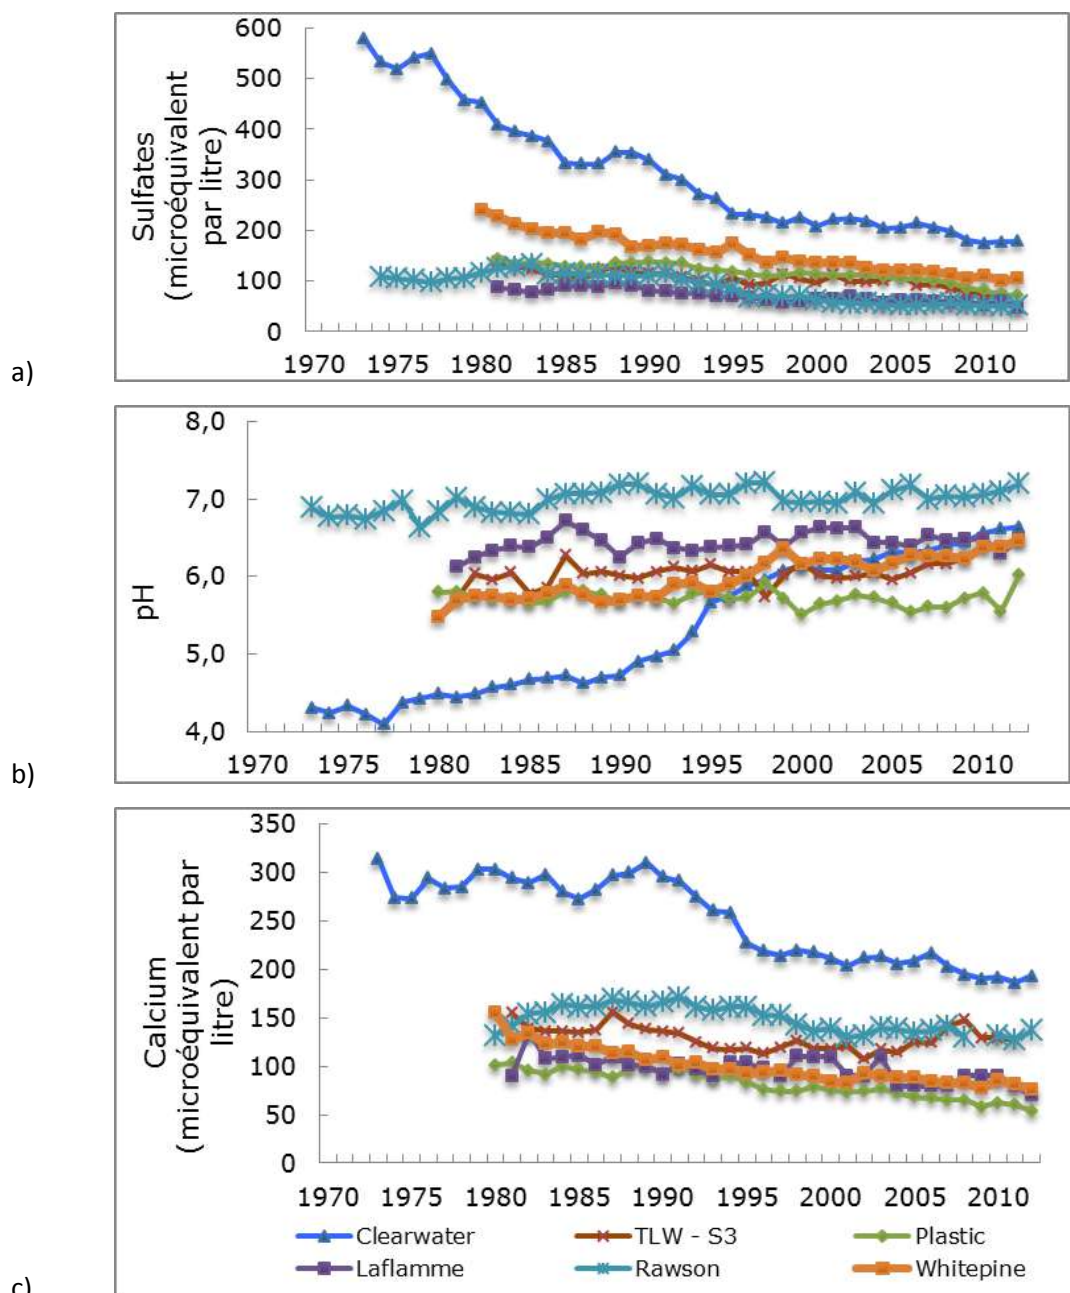 600
500
400
300
200
100
0
Sulfates
(microéquivalent
par litre)
1970 1975 1980 1985 1990 1995 2000 2005 2010
a)
8,0
7,0
6,0
5,0
4,0
pH
1970 1975 1980 1985 1990 1995 2000 2005 2010
b)
350
300
250
200
150
100
50
0
Calcium
(microéquivalent par
litre)
1970 1975 1980 1985 1990 1995 2000 2005 2010
Clearwater TLW - S3 Plastic
Laflamme Rawson Whitepine
c)